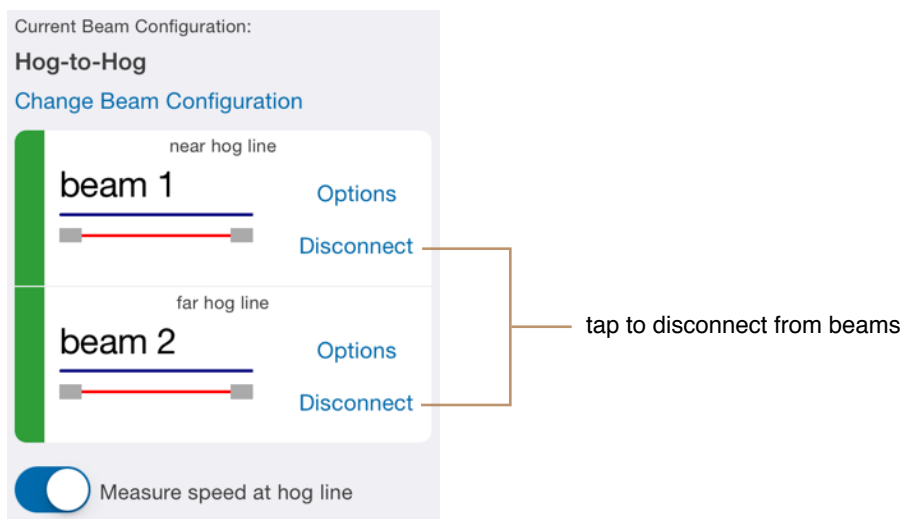 Current Beam Configuration:
Hog-to-Hog
Change Beam Configuration
near hog line
beam 1
Options
Disconnect
far hog line
beam 2
Options
Disconnect
tap to disconnect from beams
Measure speed at hog line